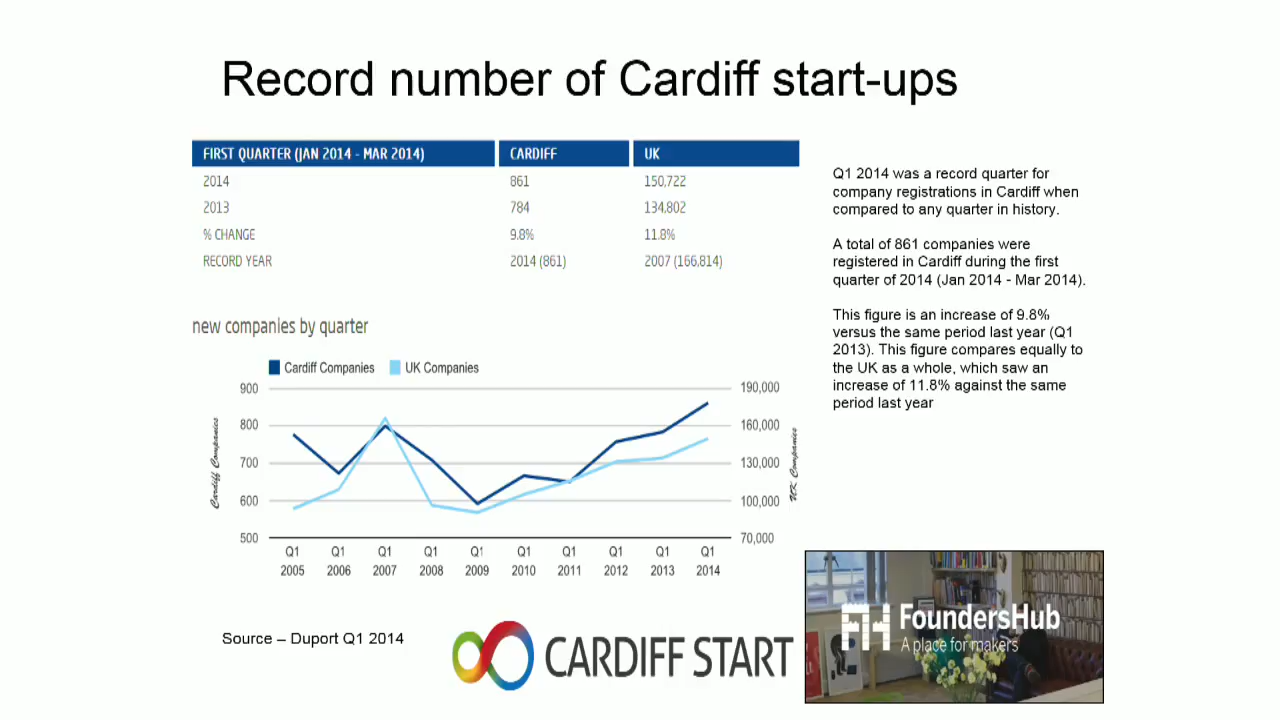 Record number of Cardiff start-ups
FIRST QUARTER (JAN 2014 - MAR 2014) CARDIFF UK
2014 861 150,722
2013 784 134,802
% CHANGE 9.8% 11.8%
RECORD YEAR 2014 (861) 2007 (166,814)
Q1 2014 was a record quarter for
company registrations in Cardiff when
compared to any quarter in history.
A total of 861 companies were
registered in Cardiff during the first
quarter of 2014 (Jan 2014 - Mar 2014).
This figure is an increase of 9.8%
versus the same period last year (Q1
2013). This figure compares equally to
the UK as a whole, which saw an
increase of 11.8% against the same
period last year
new companies by quarter
Cardiff Companies UK Companies
900 190,000
800 160,000
700 130,000
600 100,000
500 70,000
Cardiff Companies
UK Companies
Q1 Q1 Q1 Q1 Q1 Q1 Q1 Q1 Q1 Q1
2005 2006 2007 2008 2009 2010 2011 2012 2013 2014
Source – Duport Q1 2014
CARDIFF START
FH FoundersHub
A place for makers